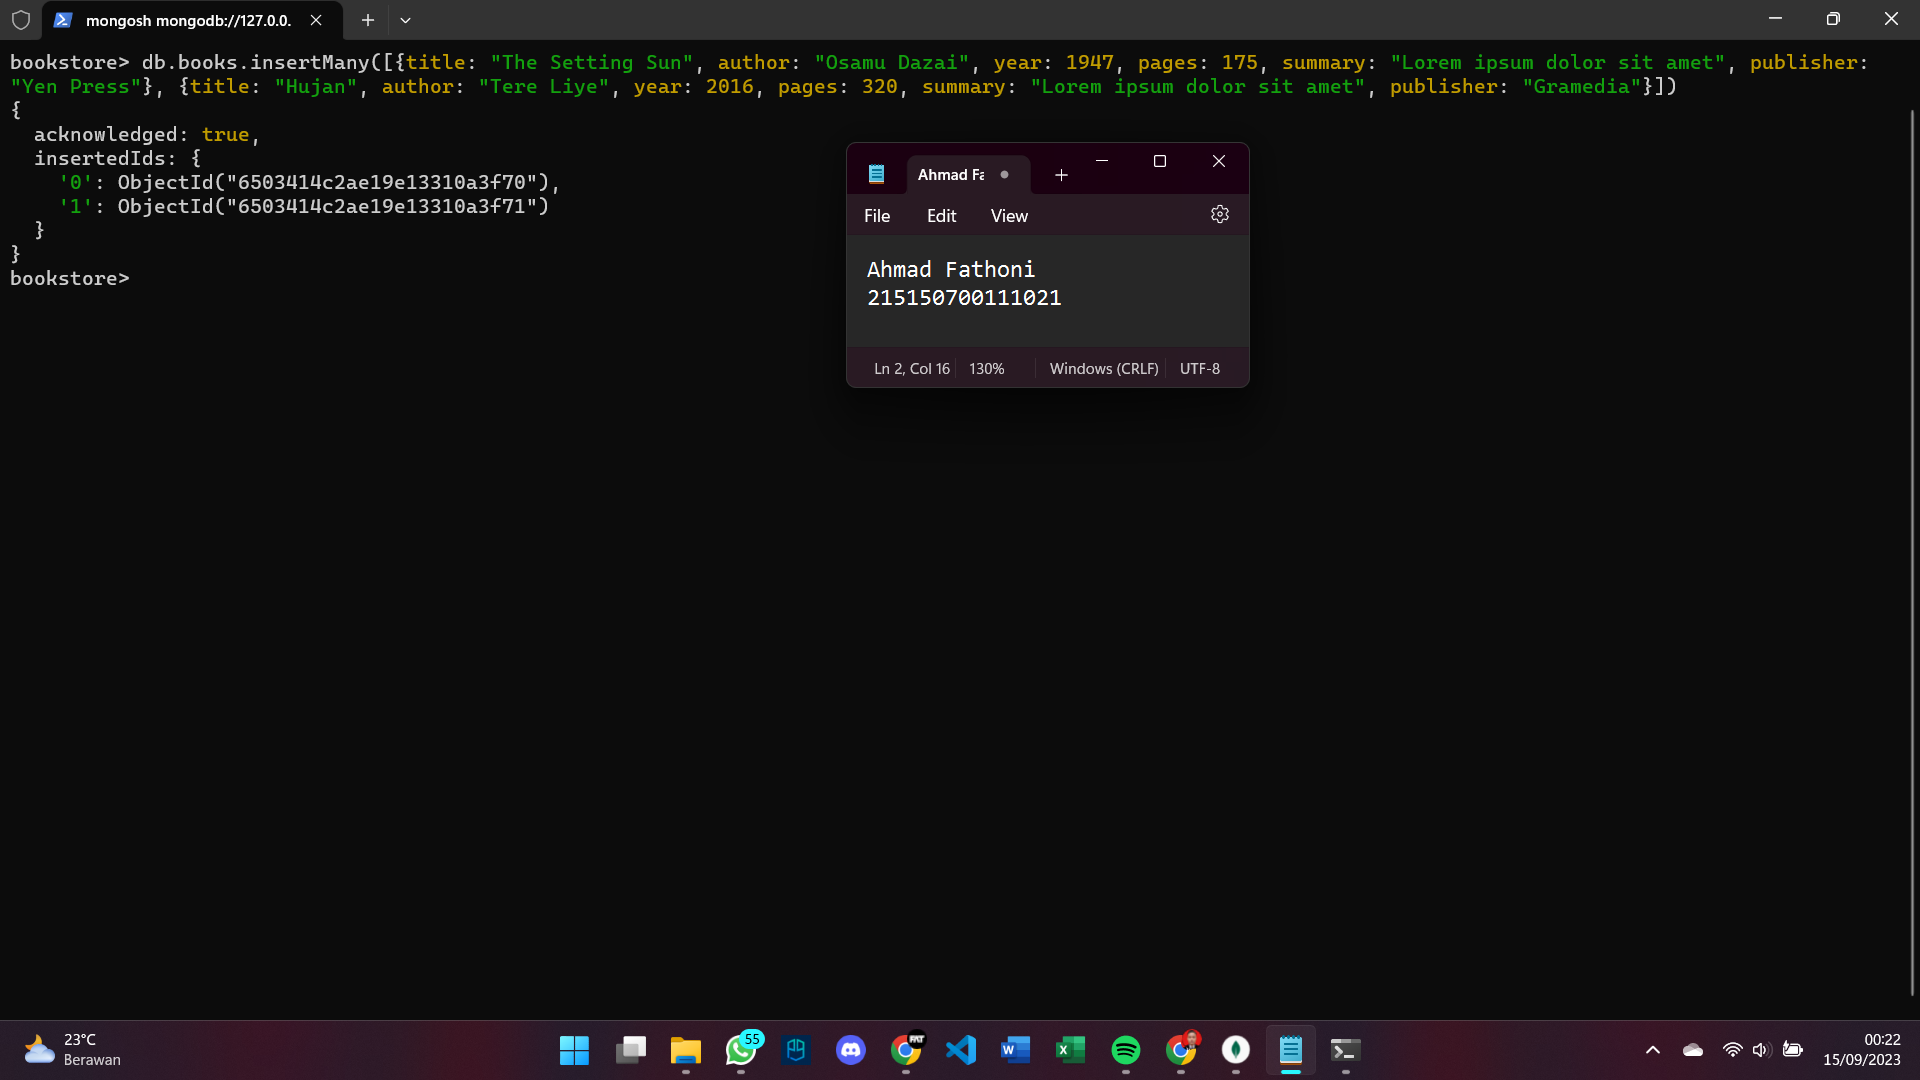 mongosh mongodb://127.0.0.
bookstore> db.books.insertMany([{title: "The Setting Sun", author: "Osamu Dazai", year: 1947, pages: 175, summary: "Lorem ipsum dolor sit amet", publisher:
"Yen Press"}, {title: "Hujan", author: "Tere Liye", year: 2016, pages: 320, summary: "Lorem ipsum dolor sit amet", publisher: "Gramedia"}])
{
  acknowledged: true,
  insertedIds: {
    '0': ObjectId("6503414c2ae19e13310a3f70"),
    '1': ObjectId("6503414c2ae19e13310a3f71")
  }
}
bookstore>
Ahmad Fa
File Edit View
Ahmad Fathoni
215150700111021
Ln 2, Col 16 130% Windows (CRLF) UTF-8
23°C
Berawan
55
FAT
00:22
15/09/2023